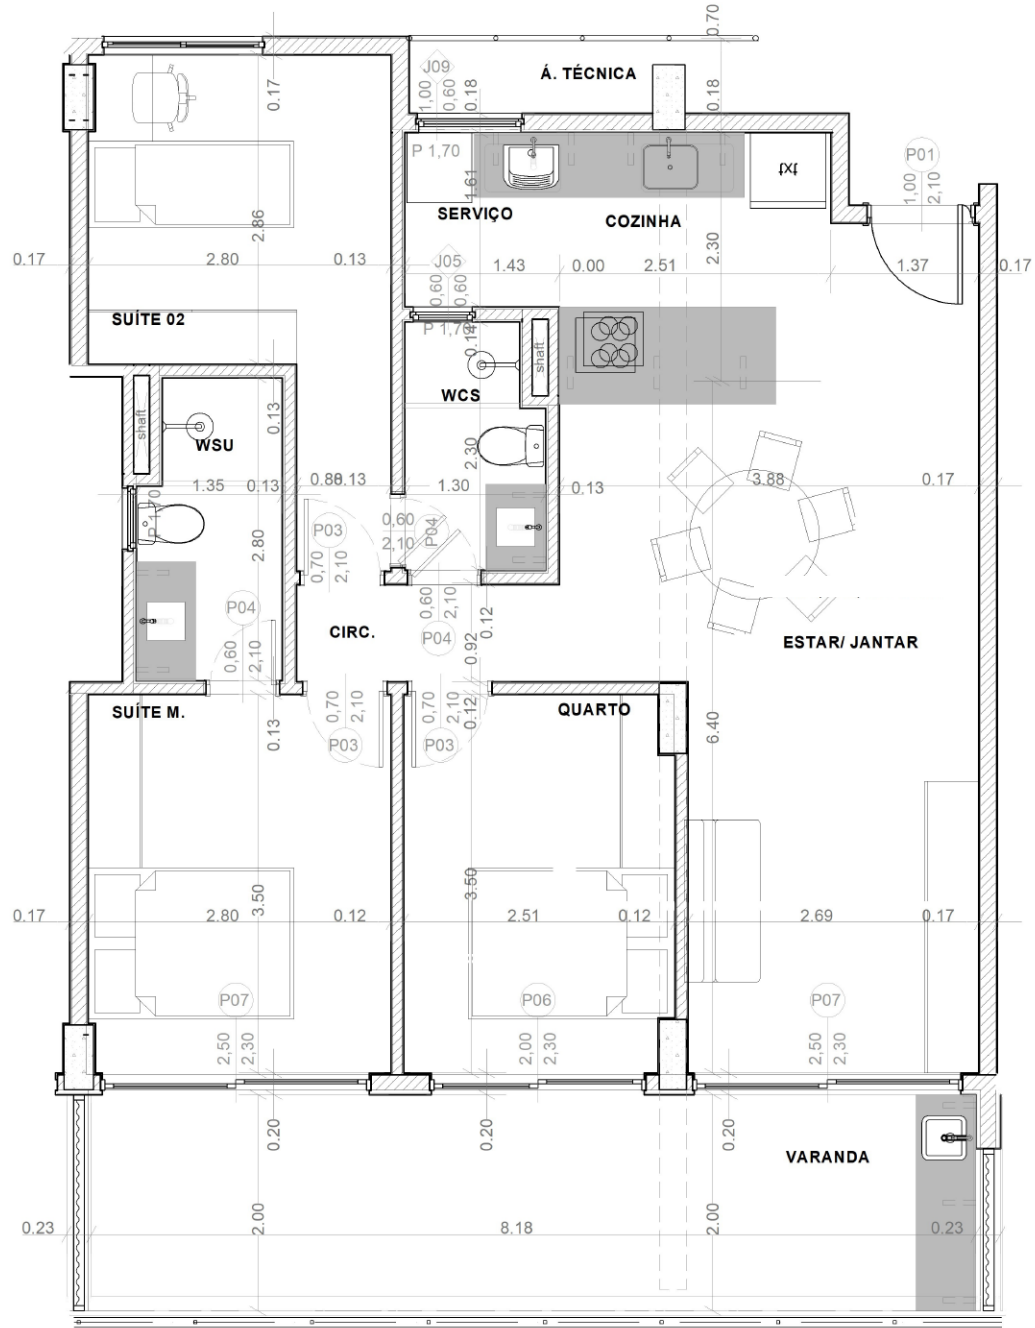 0.70
J09
Á. TÉCNICA
0.17
1,00
0,60
0.18
0.18
P 1,70
1.61
fxt
P01
1,00
2,10
SERVIÇO
COZINHA
2.86
2.30
0.17
2.80
0.13
J05
1.43
0.00
2.51
1.37
0.17
0,60
0,60
SUÍTE 02
P 1,70
0.14
shaft
WCS
0.13
shaft
WSU
2.30
3.88
0.17
1.35
0.13
0.88
0.13
1.30
0.13
P 1,70
2.80
P03
0,60
2,10
P04
0,70
2,10
P04
0,60
2,10
0.12
CIRC.
P04
0,60
2,10
0.92
ESTAR/ JANTAR
SUÍTE M.
0.13
0,70
2,10
P03
0,70
2,10
P03
0.12
QUARTO
6.40
3.50
3.50
0.17
2.80
0.12
2.51
0.12
2.69
0.17
P07
P06
P07
2,50
2,30
2,00
2,30
2,50
2,30
0.20
0.20
0.20
VARANDA
2.00
2.00
0.23
8.18
0.23